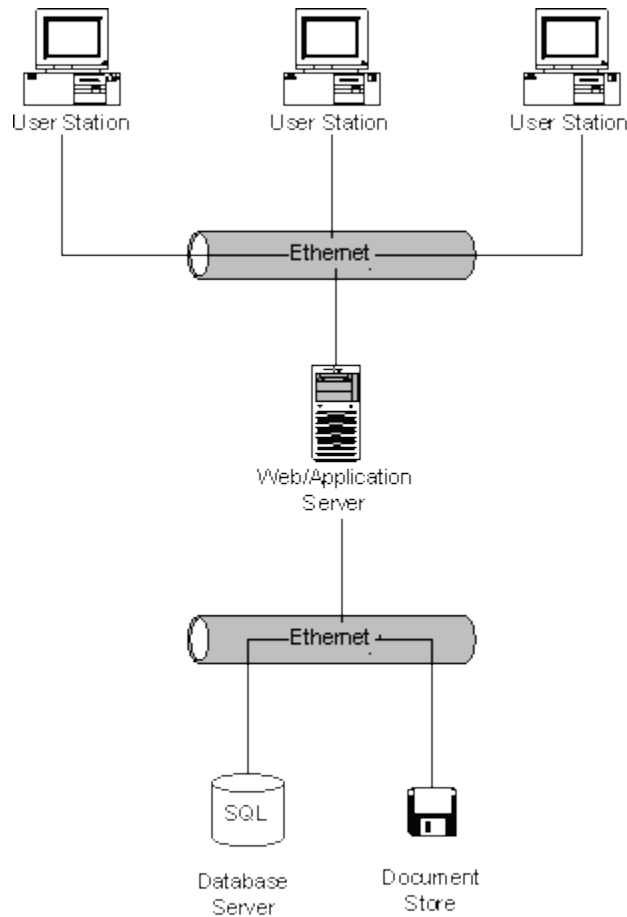 User Station
User Station
User Station
Ethernet
Web/Application
Server
Ethernet
SQL
Database
Server
Document
Store